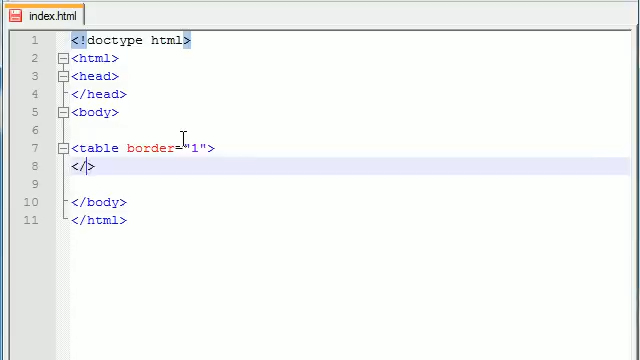 index.html
1 <!doctype html>
2 <html>
3 <head>
4 </head>
5 <body>
6
7 <table border="1">
8 </>
9
10 </body>
11 </html>